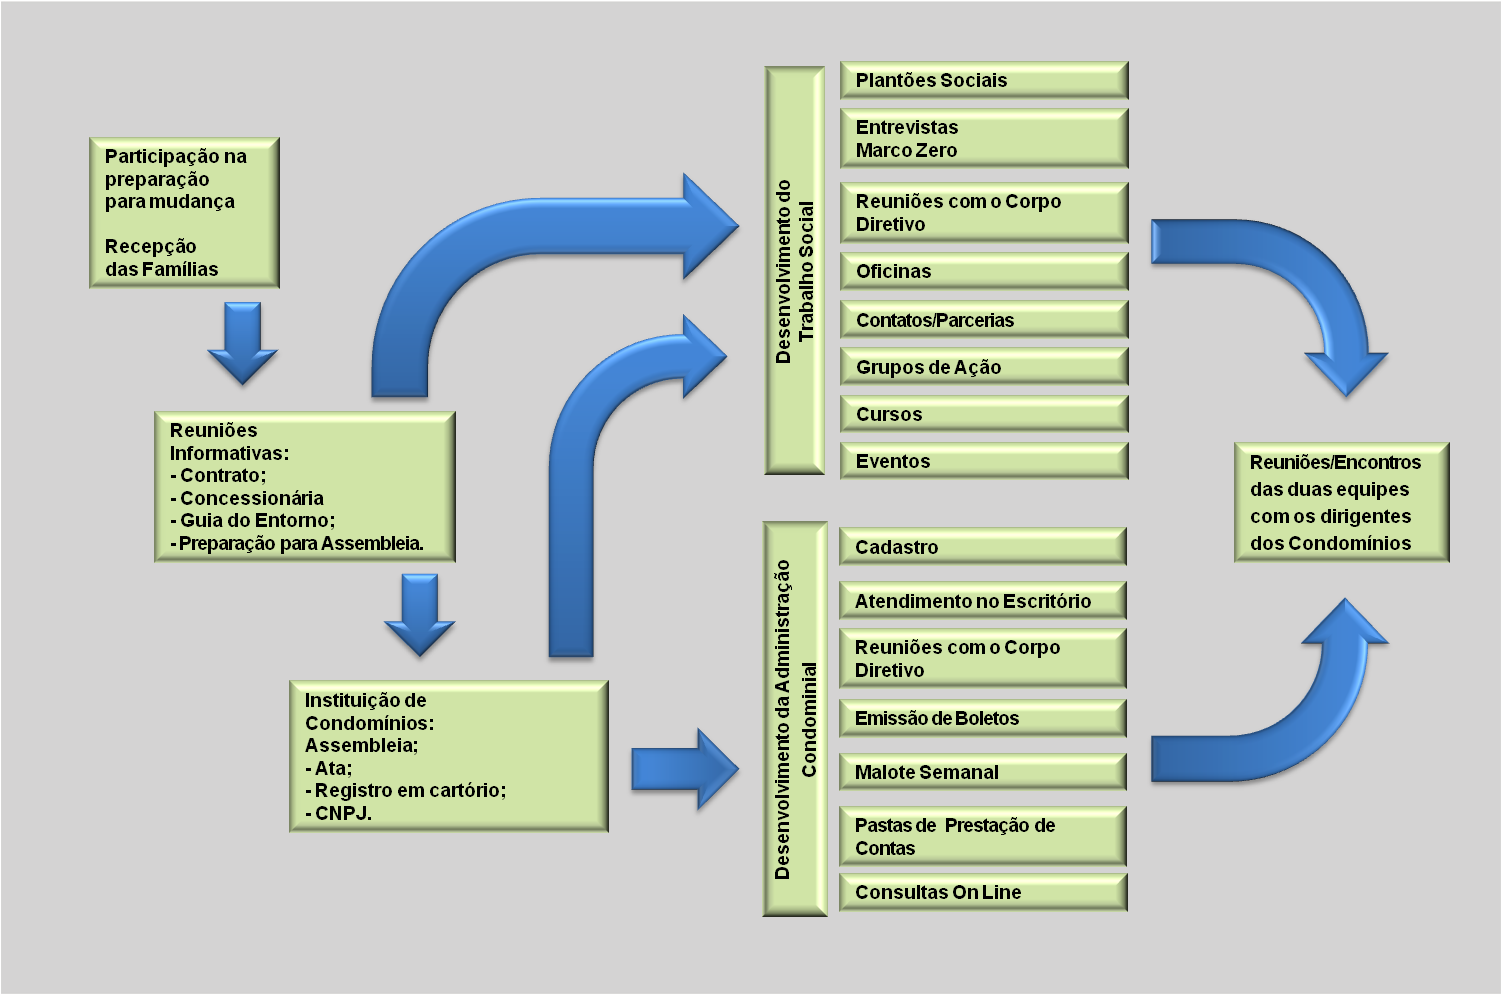 Participação na
preparação
para mudança
Recepção
das Famílias
Reuniões
Informativas:
- Contrato;
- Concessionária
- Guia do Entorno;
- Preparação para Assembleia.
Instituição de
Condomínios:
Assembleia;
- Ata;
- Registro em cartório;
- CNPJ.
Desenvolvimento do
Trabalho Social
Plantões Sociais
Entrevistas
Marco Zero
Reuniões com o Corpo
Diretivo
Oficinas
Contatos/Parcerias
Grupos de Ação
Cursos
Eventos
Desenvolvimento da Administração
Condominial
Cadastro
Atendimento no Escritório
Reuniões com o Corpo
Diretivo
Emissão de Boletos
Malote Semanal
Pastas de Prestação de
Contas
Consultas On Line
Reuniões/Encontros
das duas equipes
com os dirigentes
dos Condomínios